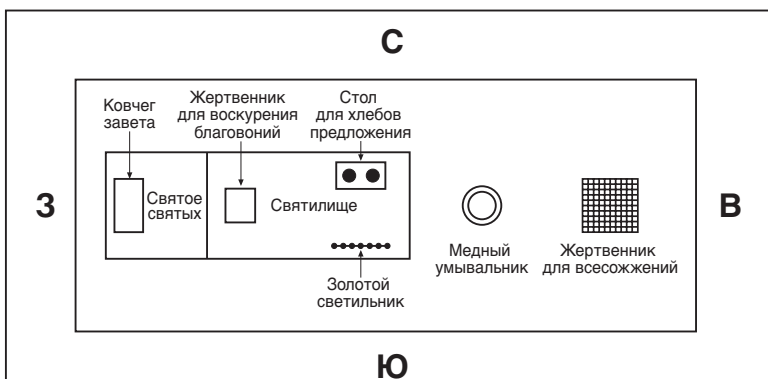 С
Ковчег
завета
Жертвенник
для воскурения
благовоний
Стол
для хлебов
предложения
З
Святое
святых
Святилище
В
Медный
умывальник
Жертвенник
для всесожжений
Золотой
светильник
Ю